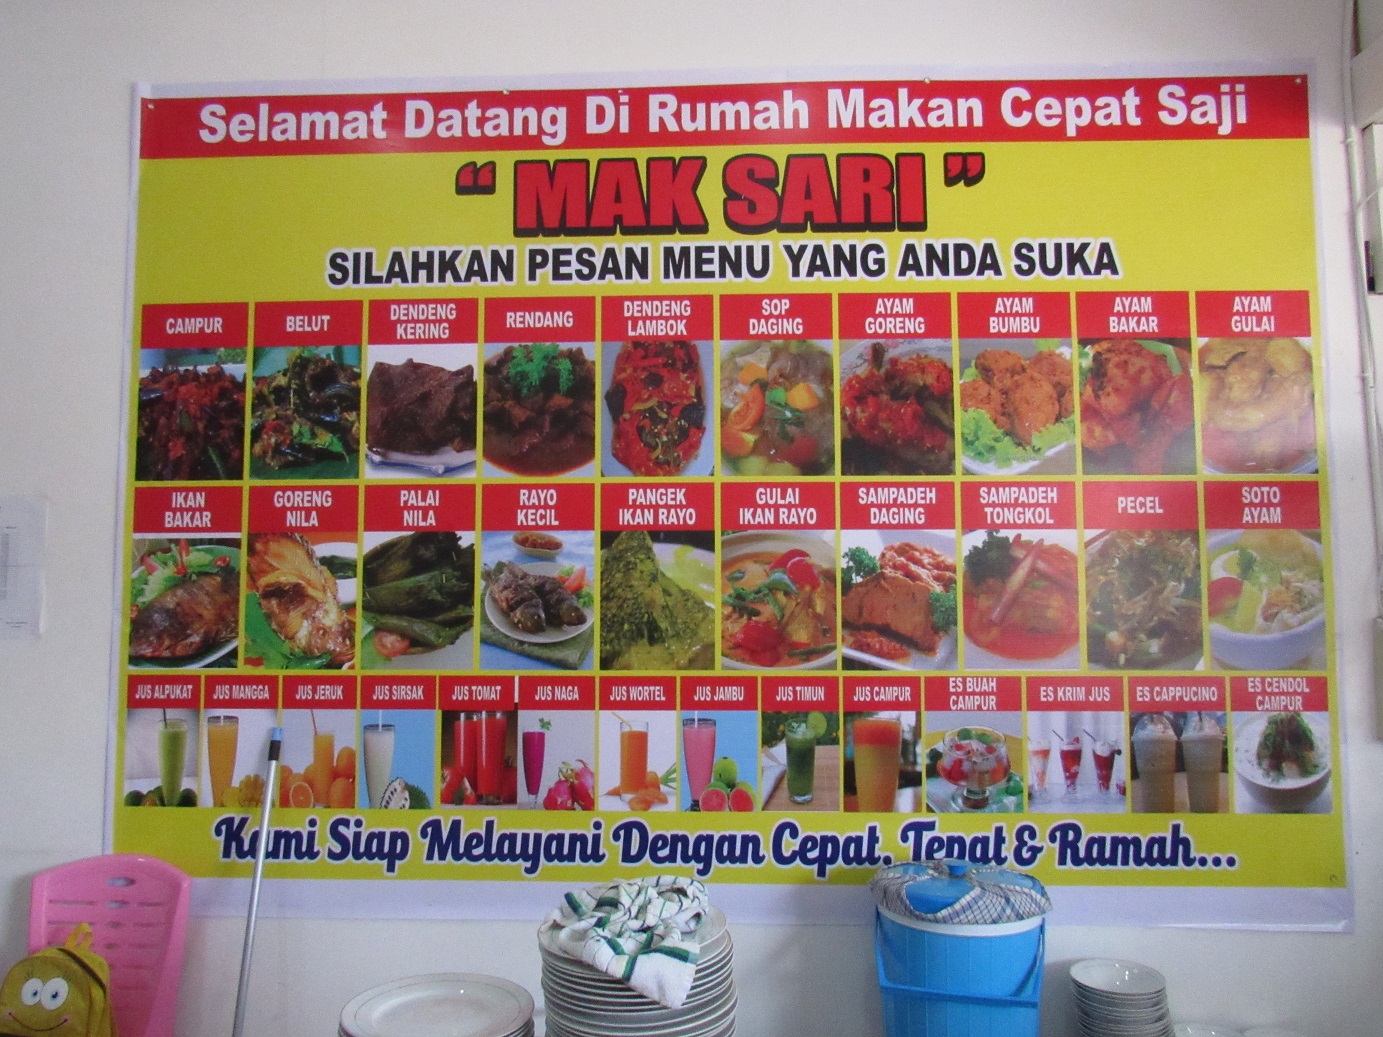 Selamat Datang Di Rumah Makan Cepat Saji
“ MAK SARI ”
SILAHKAN PESAN MENU YANG ANDA SUKA
CAMPUR
BELUT
DENDENG
KERING
RENDANG
DENDENG
LAMBOK
SOP
DAGING
AYAM
GORENG
AYAM
BUMBU
AYAM
BAKAR
AYAM
GULAI
IKAN
BAKAR
GORENG
NILA
PALAI
NILA
RAYO
KECIL
PANGEK
IKAN RAYO
GULAI
IKAN RAYO
SAMPADEH
DAGING
SAMPADEH
TONGKOL
PECEL
SOTO
AYAM
JUS ALPUKAT
JUS MANGGA
JUS JERUK
JUS SIRSAK
JUS TOMAT
JUS NAGA
JUS WORTEL
JUS JAMBU
JUS TIMUN
JUS CAMPUR
ES BUAH
CAMPUR
ES KRIM JUS
ES CAPPUCINO
ES CENDOL
CAMPUR
Kami Siap Melayani Dengan Cepat, Tepat & Ramah...